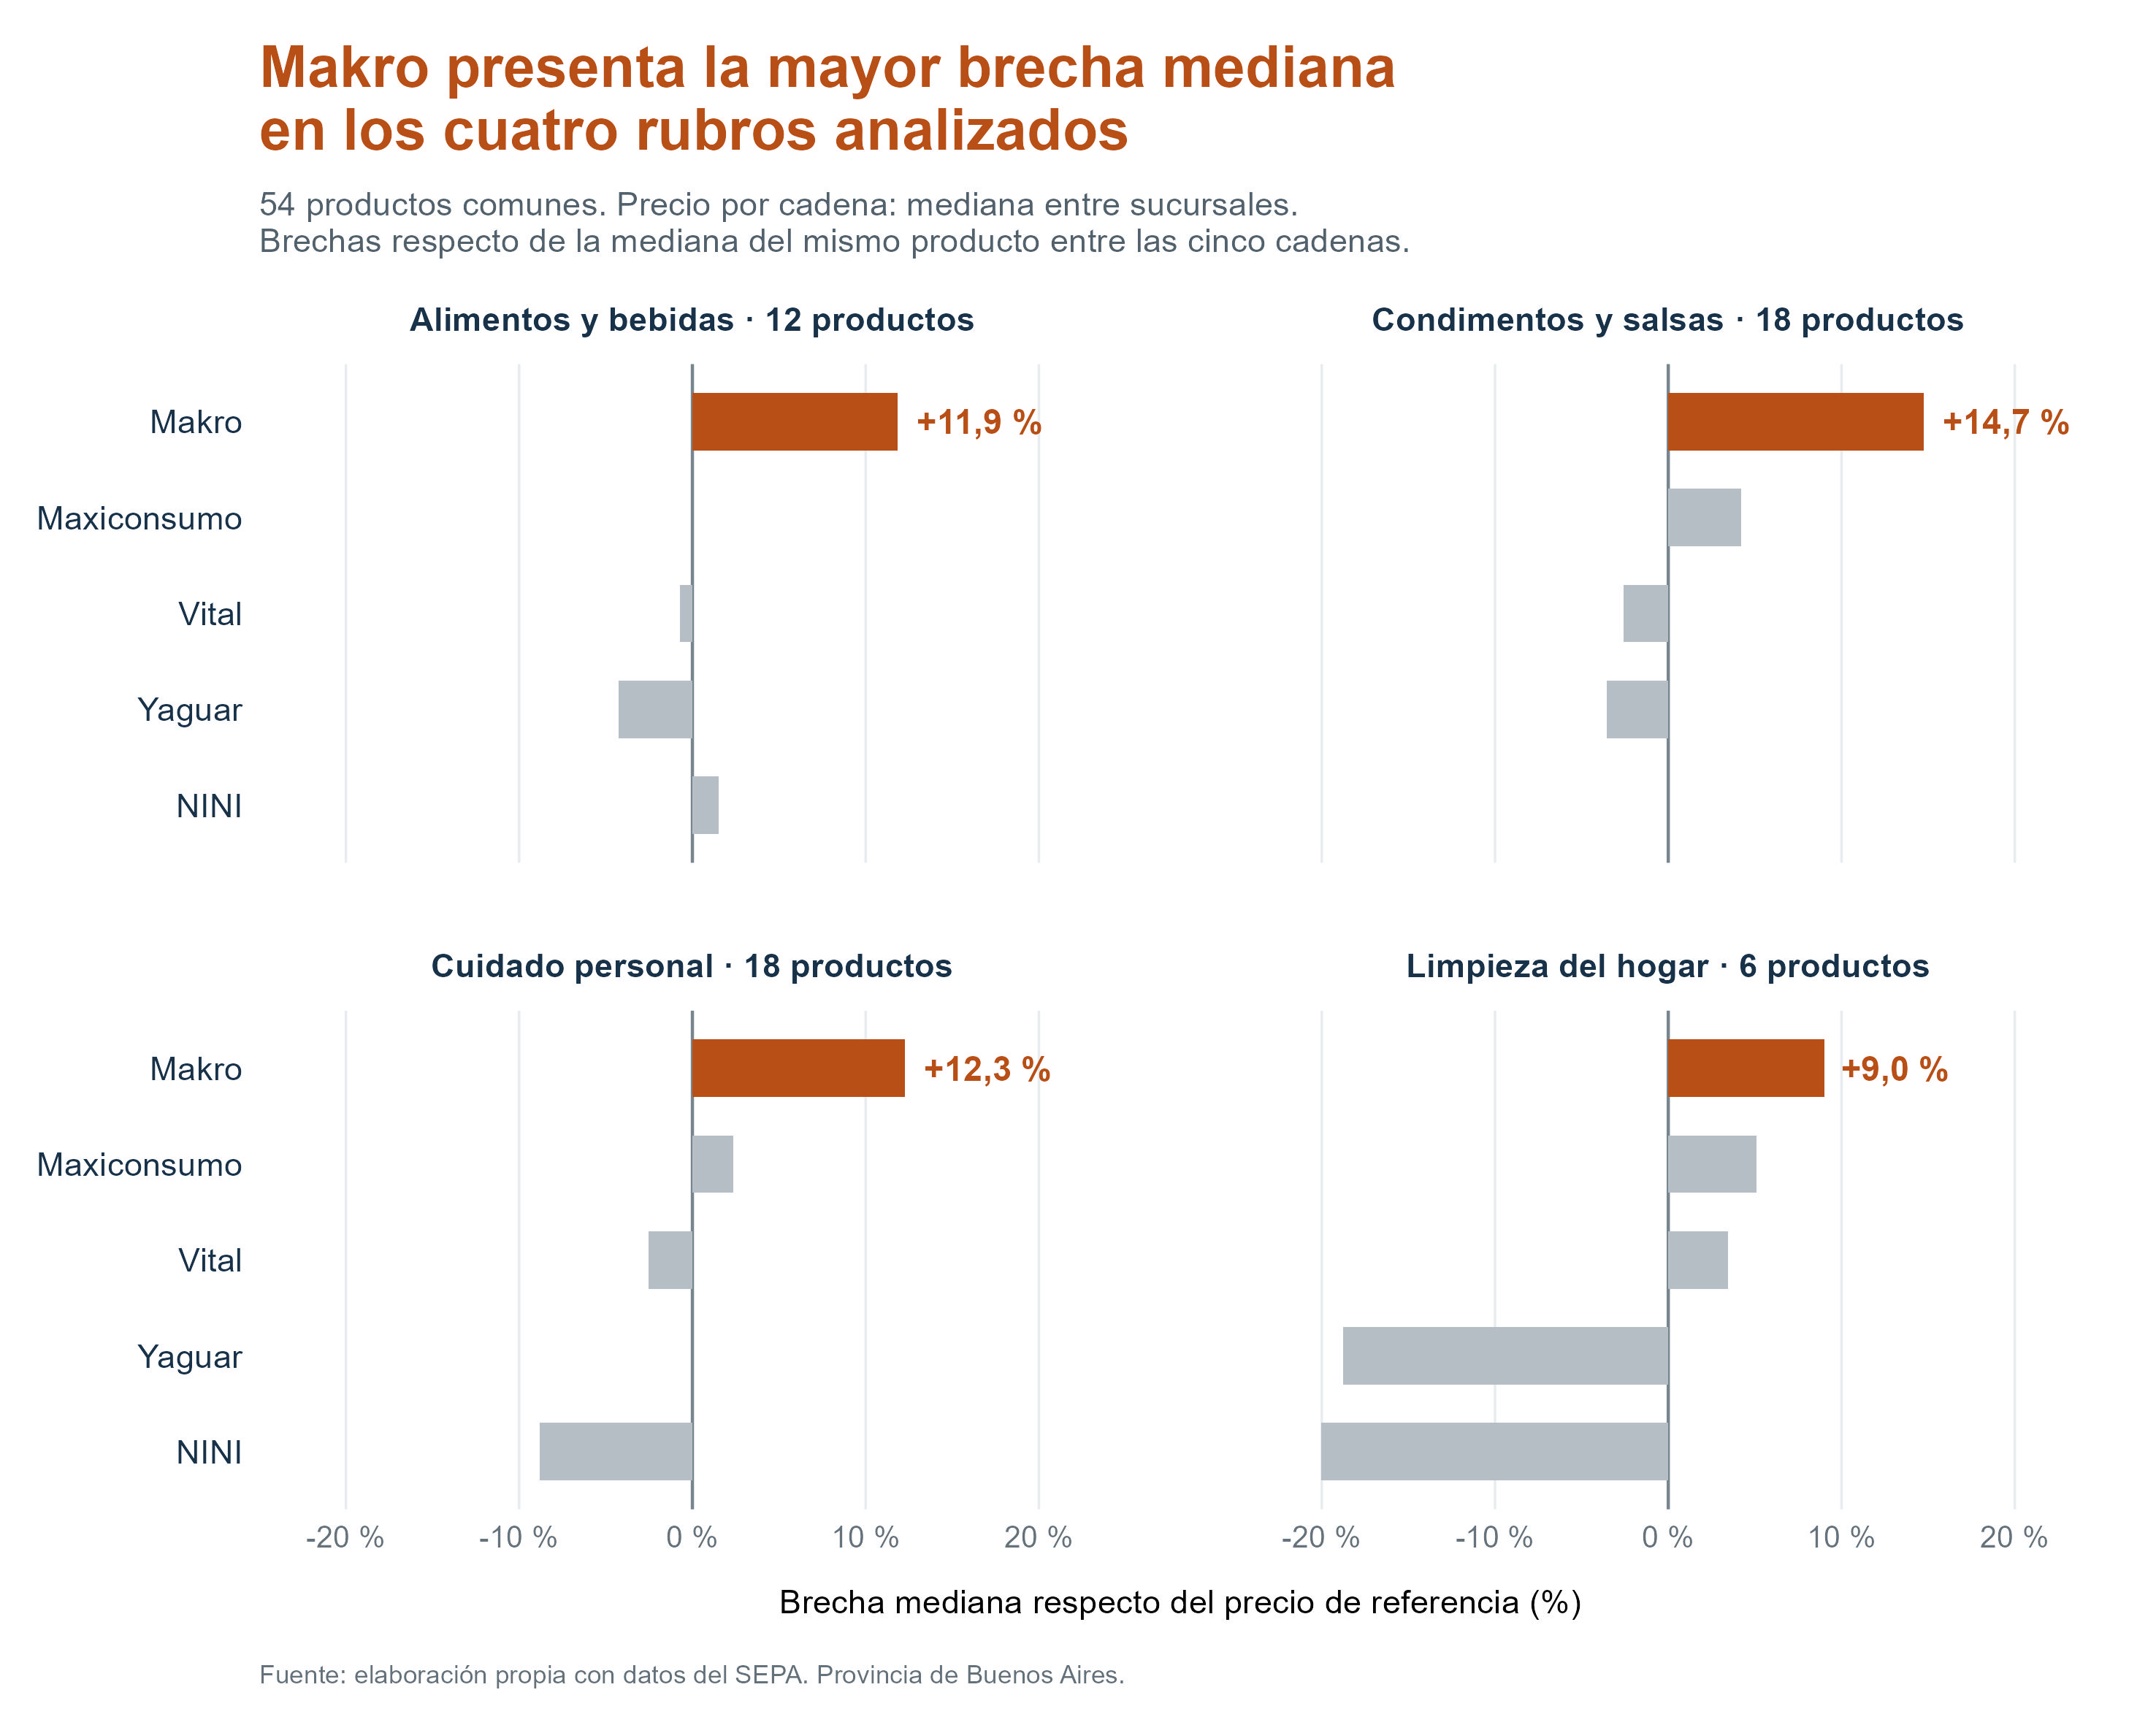 Makro presenta la mayor brecha mediana
en los cuatro rubros analizados
54 productos comunes. Precio por cadena: mediana entre sucursales.
Brechas respecto de la mediana del mismo producto entre las cinco cadenas.
Alimentos y bebidas · 12 productos
Makro
+11,9 %
Maxiconsumo
Vital
Yaguar
NINI
Condimentos y salsas · 18 productos
+14,7 %
Cuidado personal · 18 productos
Makro
+12,3 %
Maxiconsumo
Vital
Yaguar
NINI
-20 % -10 % 0 % 10 % 20 %
Limpieza del hogar · 6 productos
+9,0 %
-20 % -10 % 0 % 10 % 20 %
Brecha mediana respecto del precio de referencia (%)
Fuente: elaboración propia con datos del SEPA. Provincia de Buenos Aires.